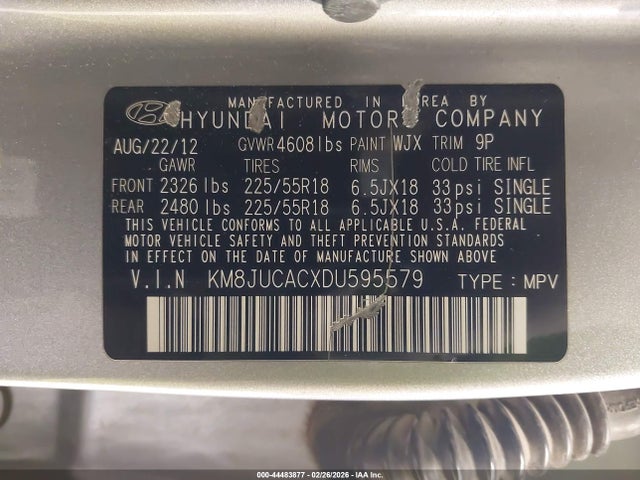 MANUFACTURED IN KOREA BY
HYUNDAI MOTOR COMPANY
AUG/22/12 GVWR 4608lbs PAINT WJX TRIM 9P
GAWR TIRES RIMS COLD TIRE INFL
FRONT 2326 lbs 225/55R18 6.5JX18 33psi SINGLE
REAR 2480 lbs 225/55R18 6.5JX18 33psi SINGLE
THIS VEHICLE CONFORMS TO ALL APPLICABLE U.S.A. FEDERAL
MOTOR VEHICLE SAFETY, BUMPER, AND THEFT PREVENTION STANDARDS
IN EFFECT ON THE DATE OF MANUFACTURE SHOWN ABOVE
V.I.N KM8JUCACXDU595579 TYPE : MPV
000-44483877 - 02/26/2026 - IAA Inc.